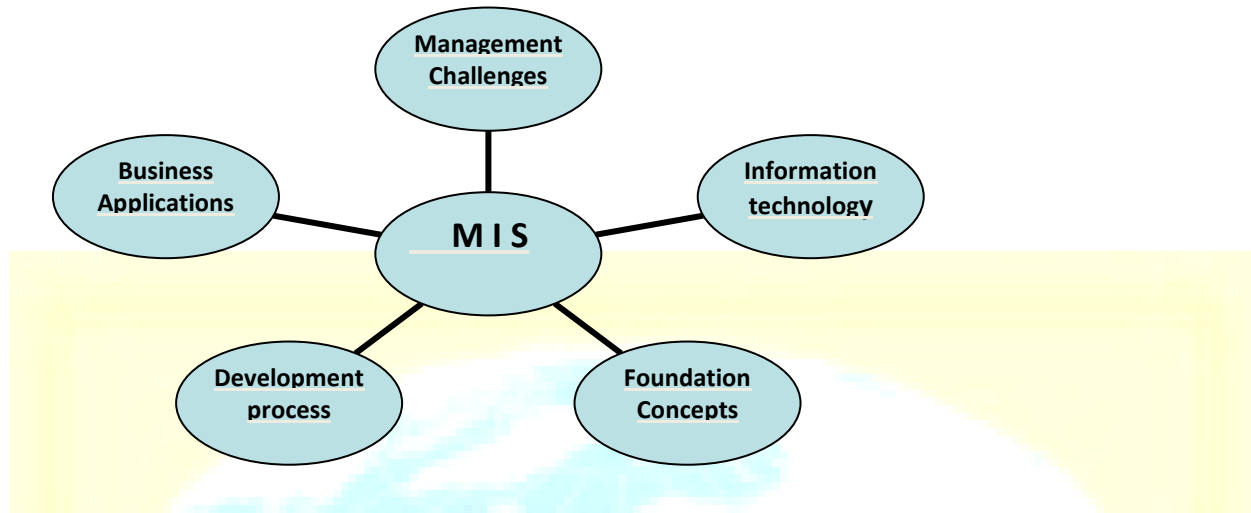 Management
Challenges
Business
Applications
Information
technology
M I S
Development
process
Foundation
Concepts